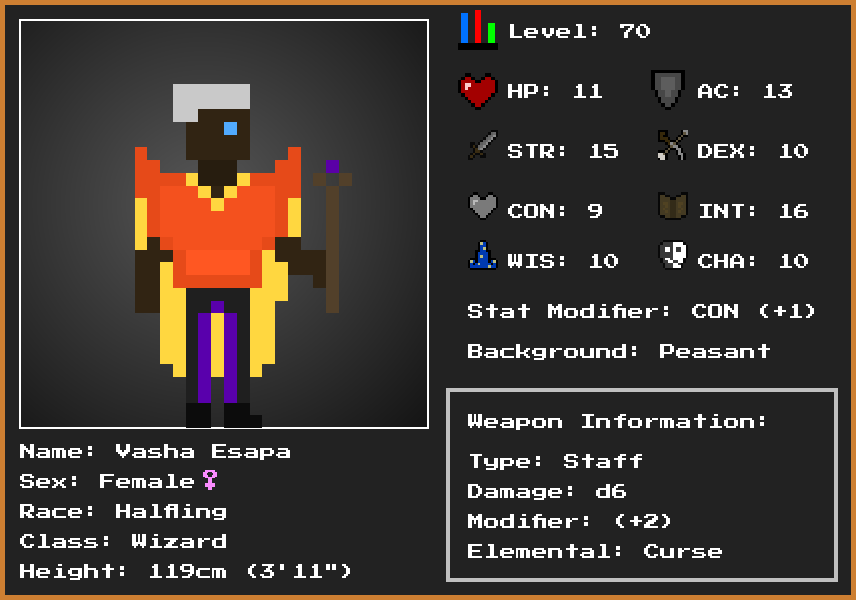 Level: 70
HP: 11
AC: 13
STR: 15
DEX: 10
CON: 9
INT: 16
WIS: 10
CHA: 10
Stat Modifier: CON (+1)
Background: Peasant
Weapon Information:
Type: Staff
Damage: d6
Modifier: (+2)
Elemental: Curse
Name: Vasha Esapa
Sex: Female♀
Race: Halfling
Class: Wizard
Height: 119cm (3'11")